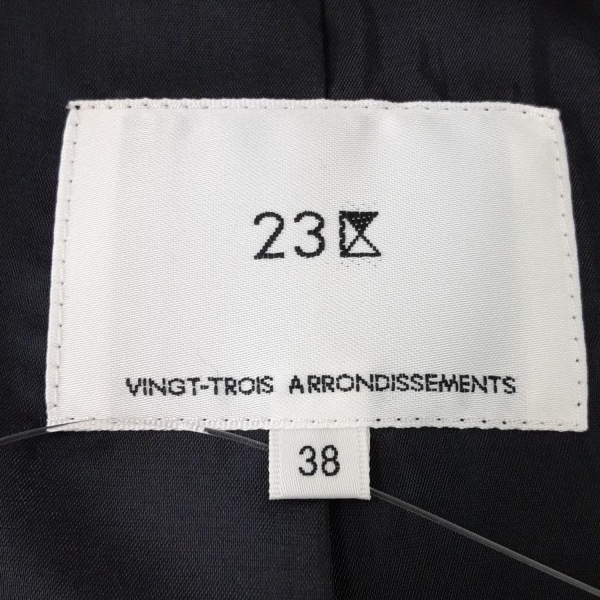 23区
VINGT-TROIS ARRONDISSEMENTS
38